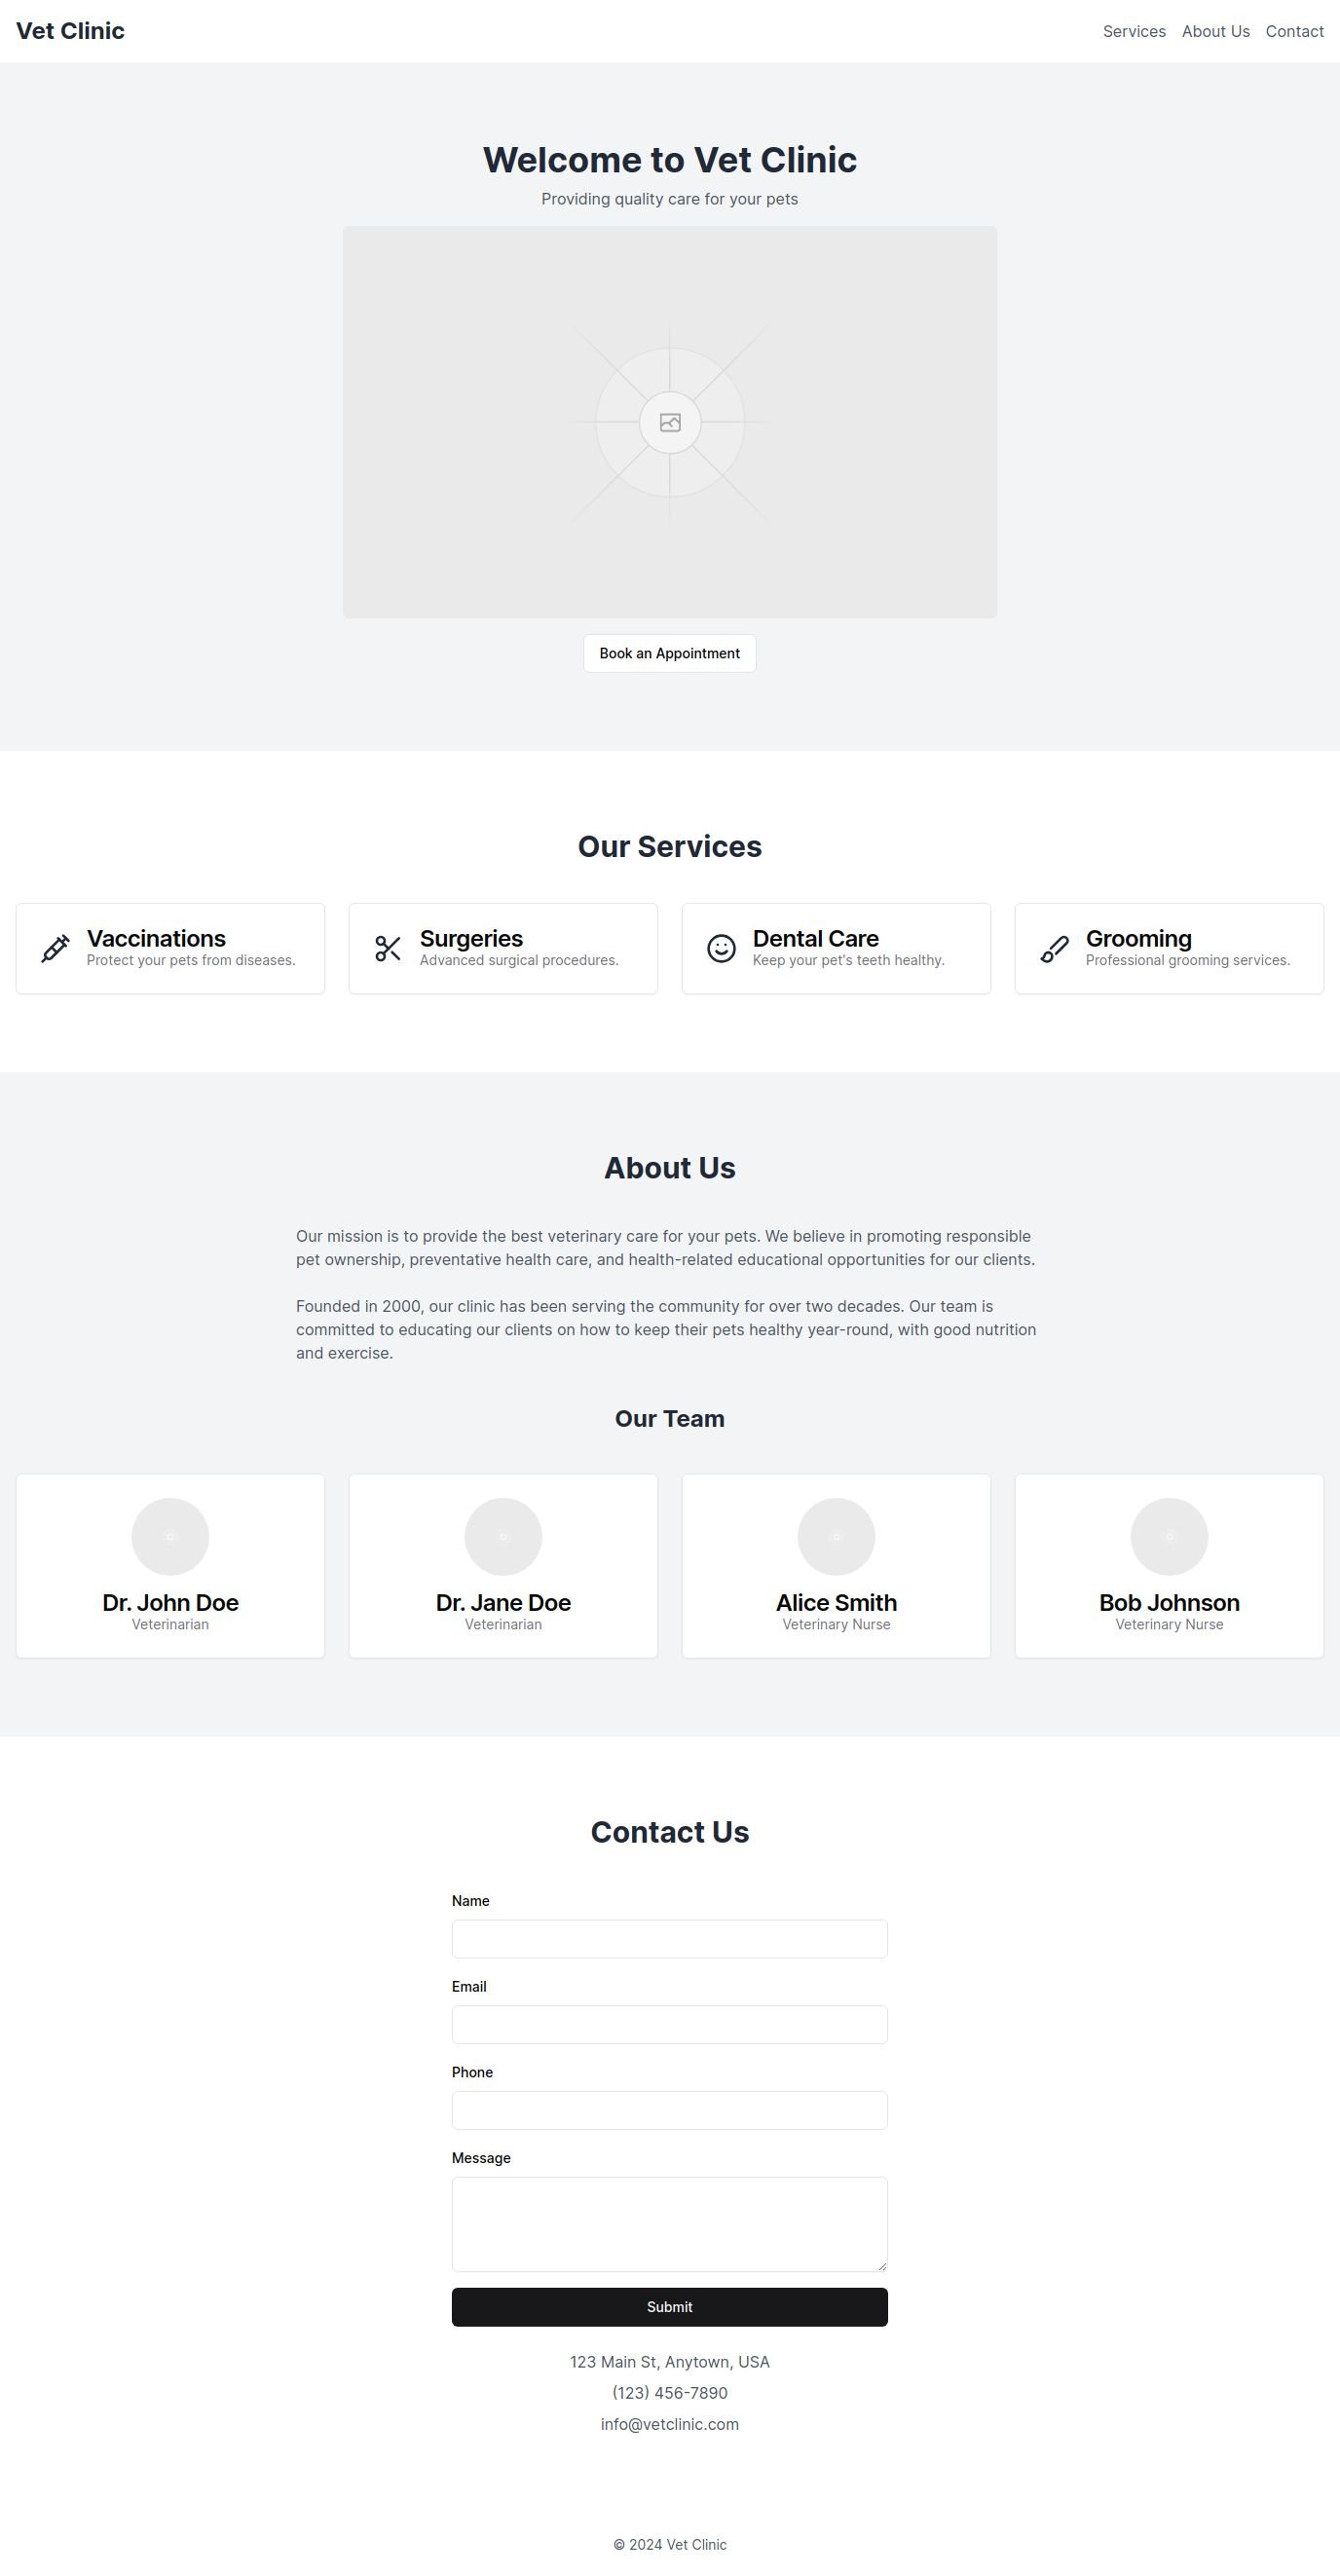 Vet Clinic
Services About Us Contact
Welcome to Vet Clinic
Providing quality care for your pets
Book an Appointment
Our Services
Vaccinations
Protect your pets from diseases.
Surgeries
Advanced surgical procedures.
Dental Care
Keep your pet's teeth healthy.
Grooming
Professional grooming services.
About Us
Our mission is to provide the best veterinary care for your pets. We believe in promoting responsible
pet ownership, preventative health care, and health-related educational opportunities for our clients.
Founded in 2000, our clinic has been serving the community for over two decades. Our team is
committed to educating our clients on how to keep their pets healthy year-round, with good nutrition
and exercise.
Our Team
Dr. John Doe
Veterinarian
Dr. Jane Doe
Veterinarian
Alice Smith
Veterinary Nurse
Bob Johnson
Veterinary Nurse
Contact Us
Name
Email
Phone
Message
Submit
123 Main St, Anytown, USA
(123) 456-7890
info@vetclinic.com
© 2024 Vet Clinic